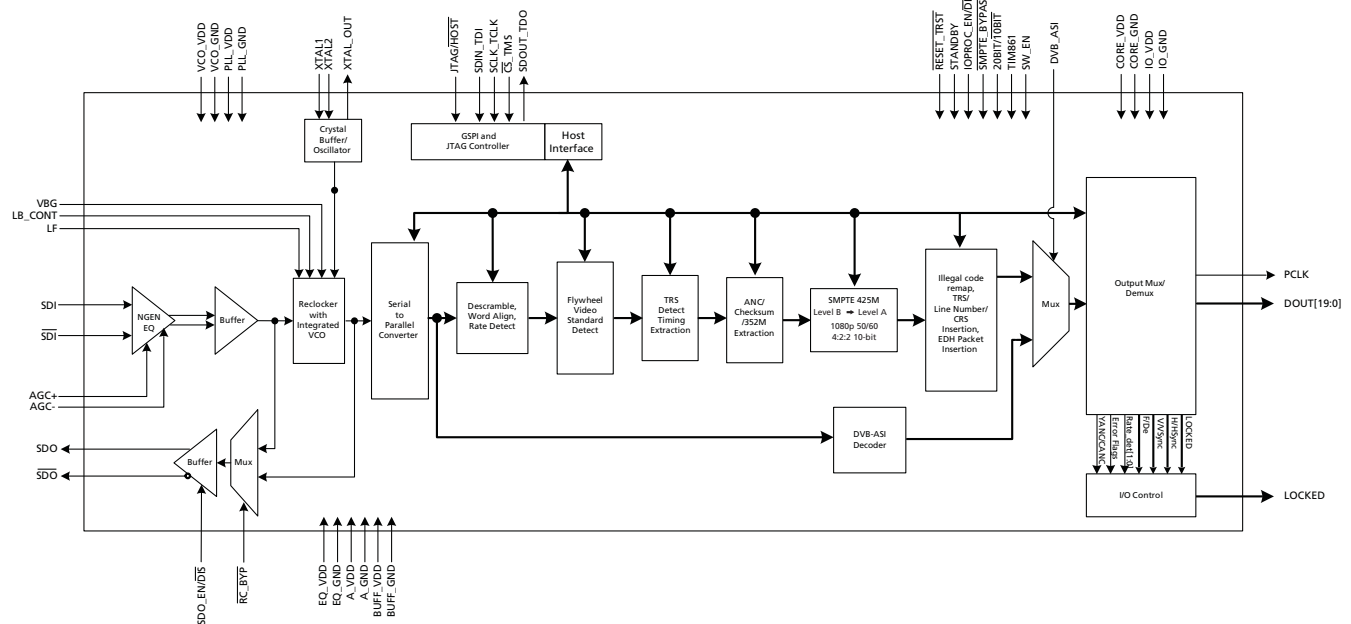 VCO_VDD
VCO_GND
PLL_VDD
PLL_GND
XTAL1
XTAL2
XTAL_OUT
JTAG/HOST
SDIN_TDI
SCLK_TCLK
CS_TMS
SDOUT_TDO
RESET_TRST
STANDBY
SMPTE_BYPAS
20BIT/10BIT
TIM861
SW_EN
DVB_ASI
CORE_VDD
CORE_GND
IO_VDD
IO_GND
Crystal
Buffer/
Oscillator
GSPI and
JTAG Controller
Host
Interface
VBG
LB_CONT
LF
SDI
SDI
NGEN
EQ
Buffer
Reclocker
with
Integrated
VCO
Serial
to
Parallel
Converter
Descramble,
Word Align,
Rate Detect
Flywheel
Video
Standard
Detect
TRS
Detect
Timing
Extraction
ANC/
Checksum
/352M
Extraction
SMPTE 425M
Level B ➡ Level A
1080p 50/60
4:2:2 10-bit
Illegal code
remap,
TRS/
Line Number/
CRS
Insertion,
EDH Packet
Insertion
Mux
Output Mux/
Demux
PCLK
DOUT[19:0]
AGC+
AGC-
SDO
SDO
Buffer
Mux
DVB-ASI
Decoder
YANC/CANC
Error Flags
Rate det[1:0]
F/De
V/VSync
H/HSync
LOCKED
I/O Control
LOCKED
SDO_EN/DIS
RC_BYP
EQ_VDD
EQ_GND
A_VDD
A_GND
BUFF_VDD
BUFF_GND